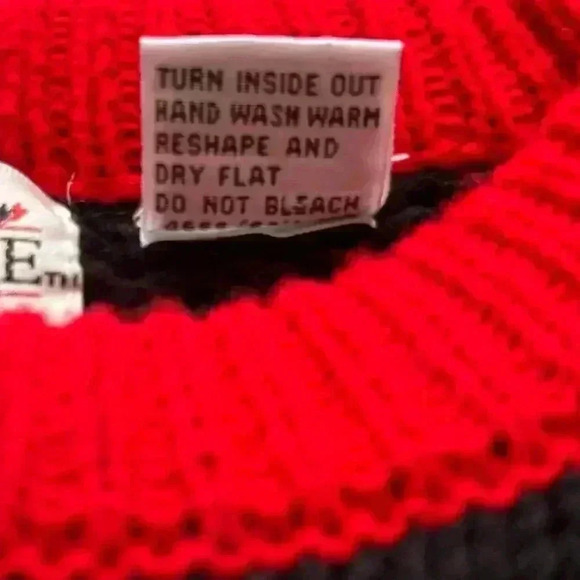 TURN INSIDE OUT
HAND WASH WARM
RESHAPE AND
DRY FLAT
DO NOT BLEACH
E